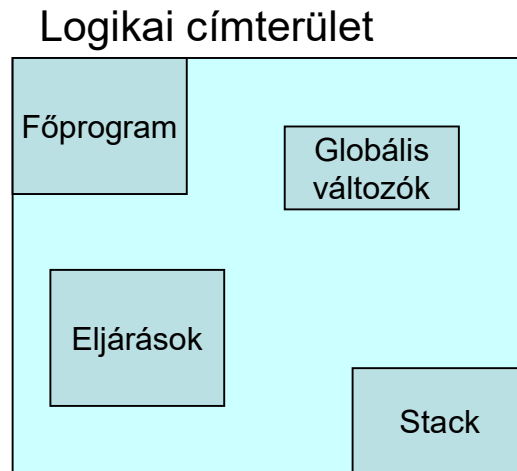 Logikai címterület
Főprogram
Globális
változók
Eljárások
Stack